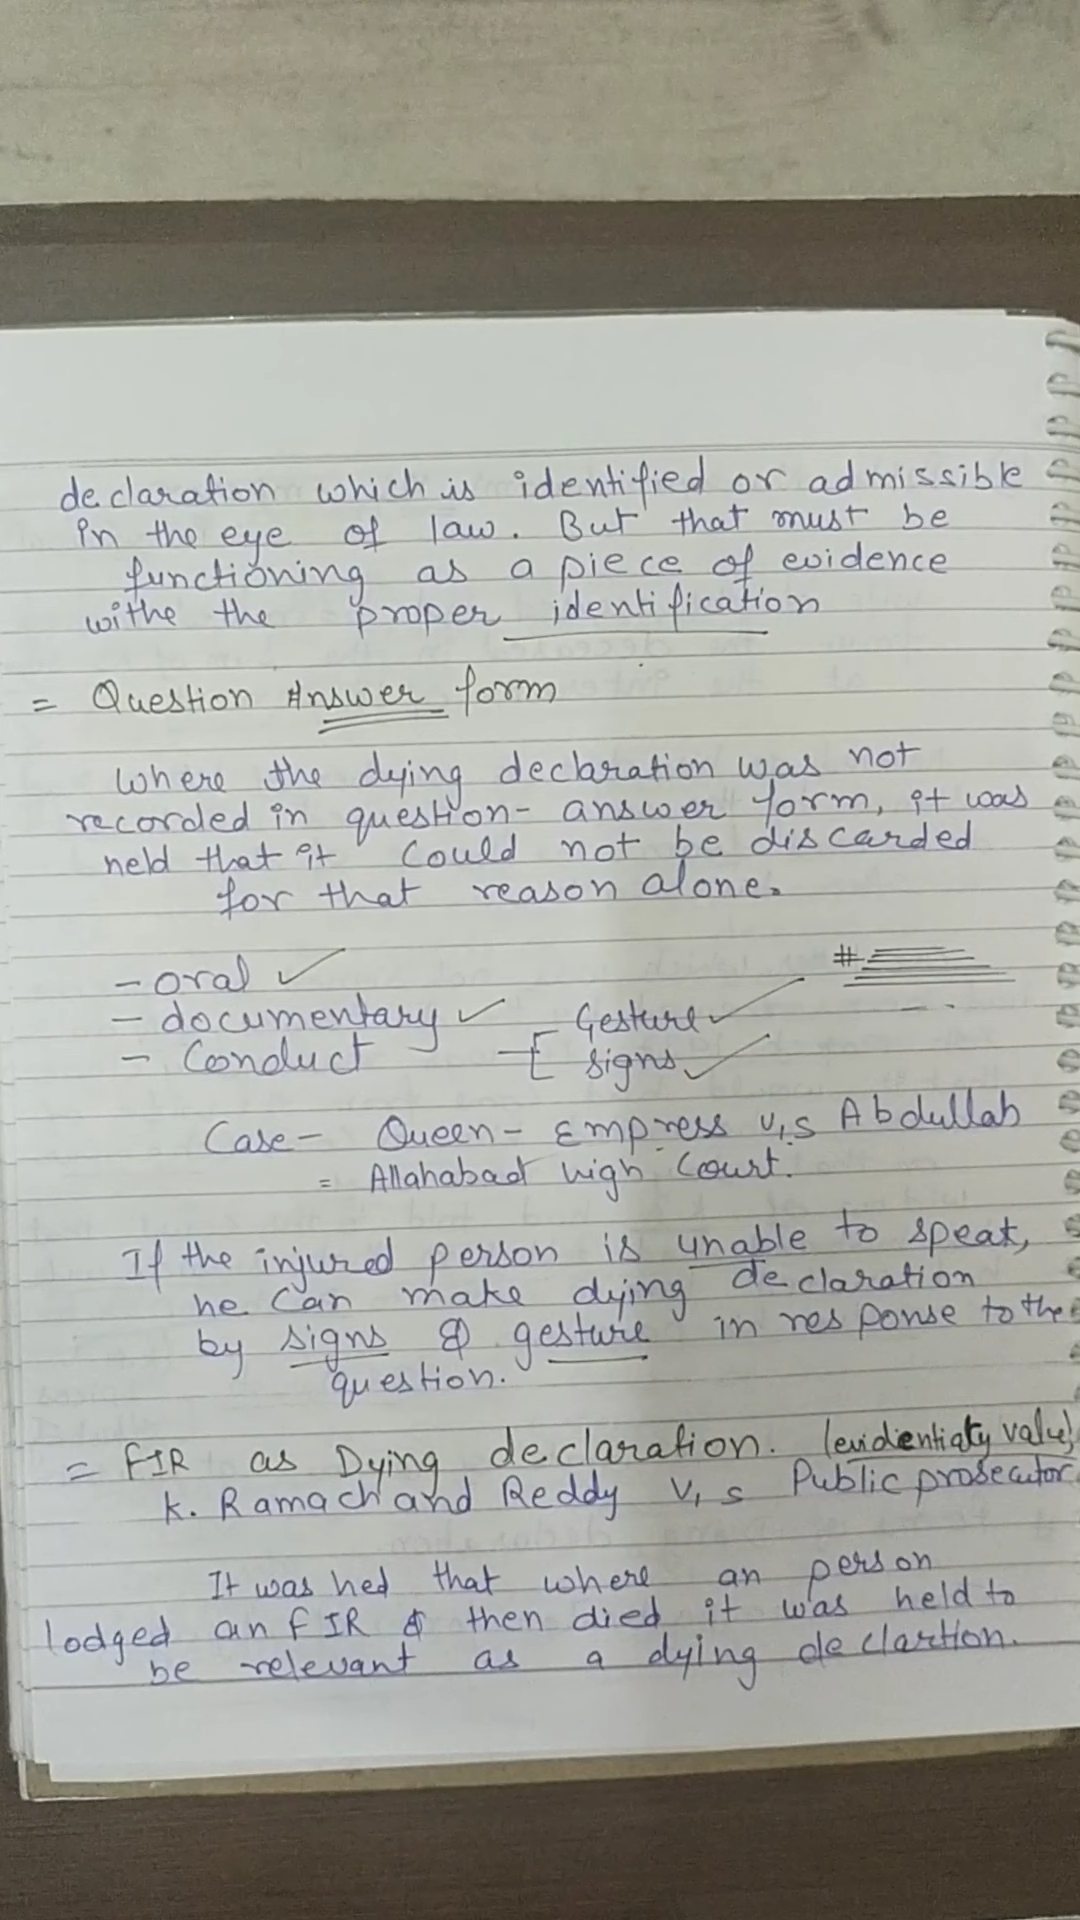 declaration which is identified or admissible
in the eye of law. But that must be
functioning as a piece of evidence
withe the proper identification
= Question Answer form
Where the dying declaration was not
recorded in question-answer form, it was
held that it could not be discarded
for that reason alone.
- oral ✓
#
- documentary ✓
Gesture ✓
- Conduct -[ signs ✓
Case - Queen-Empress v,s Abdullah
= Allahabad high Court.
If the injured person is unable to speak,
he can make dying declaration
by signs & gesture in response to the
question.
= FIR as Dying declaration. (evidentiaty value)
K. Ramachand Reddy v,s Public prosecutor
It was hed that where an person
lodged an FIR & then died it was held to
be relevant as a dying declartion.